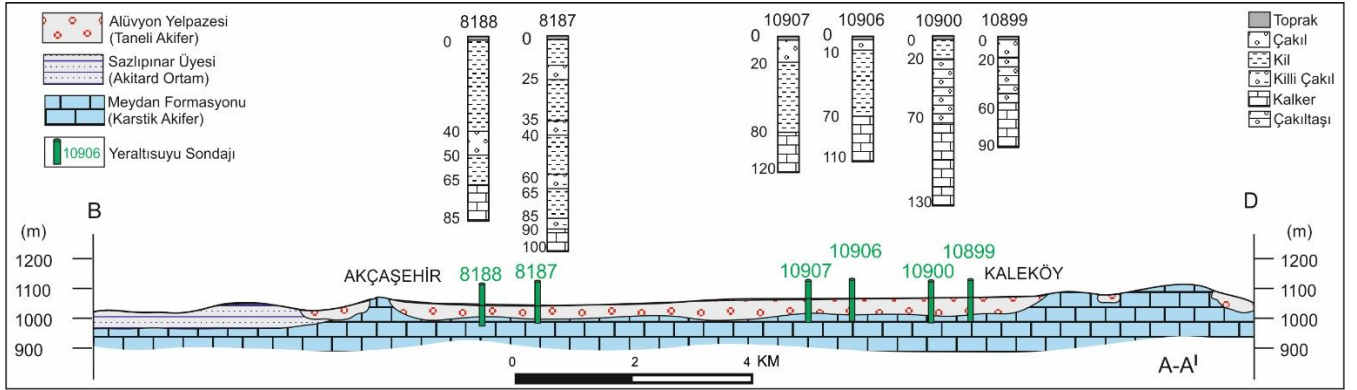 Alüvyon Yelpazesi
(Taneli Akifer)
Sazlıpınar Üyesi
(Akitard Ortam)
Meydan Formasyonu
(Karstik Akifer)
10906 Yeraltısuyu Sondajı
8188
0
40
50
65
85
8187
0
25
35
40
60
65
85
90
100
10907
0
20
80
120
10906
0
10
70
110
10900
0
20
70
130
10899
0
20
60
90
Toprak
Çakıl
Kil
Killi Çakıl
Kalker
Çakıltaşı
B
(m)
1200
1100
1000
900
AKÇAŞEHİR
8188
8187
10907
10906
10900
10899
KALEKÖY
D
(m)
1200
1100
1000
900
0 2 4 KM
A-Aᴵ